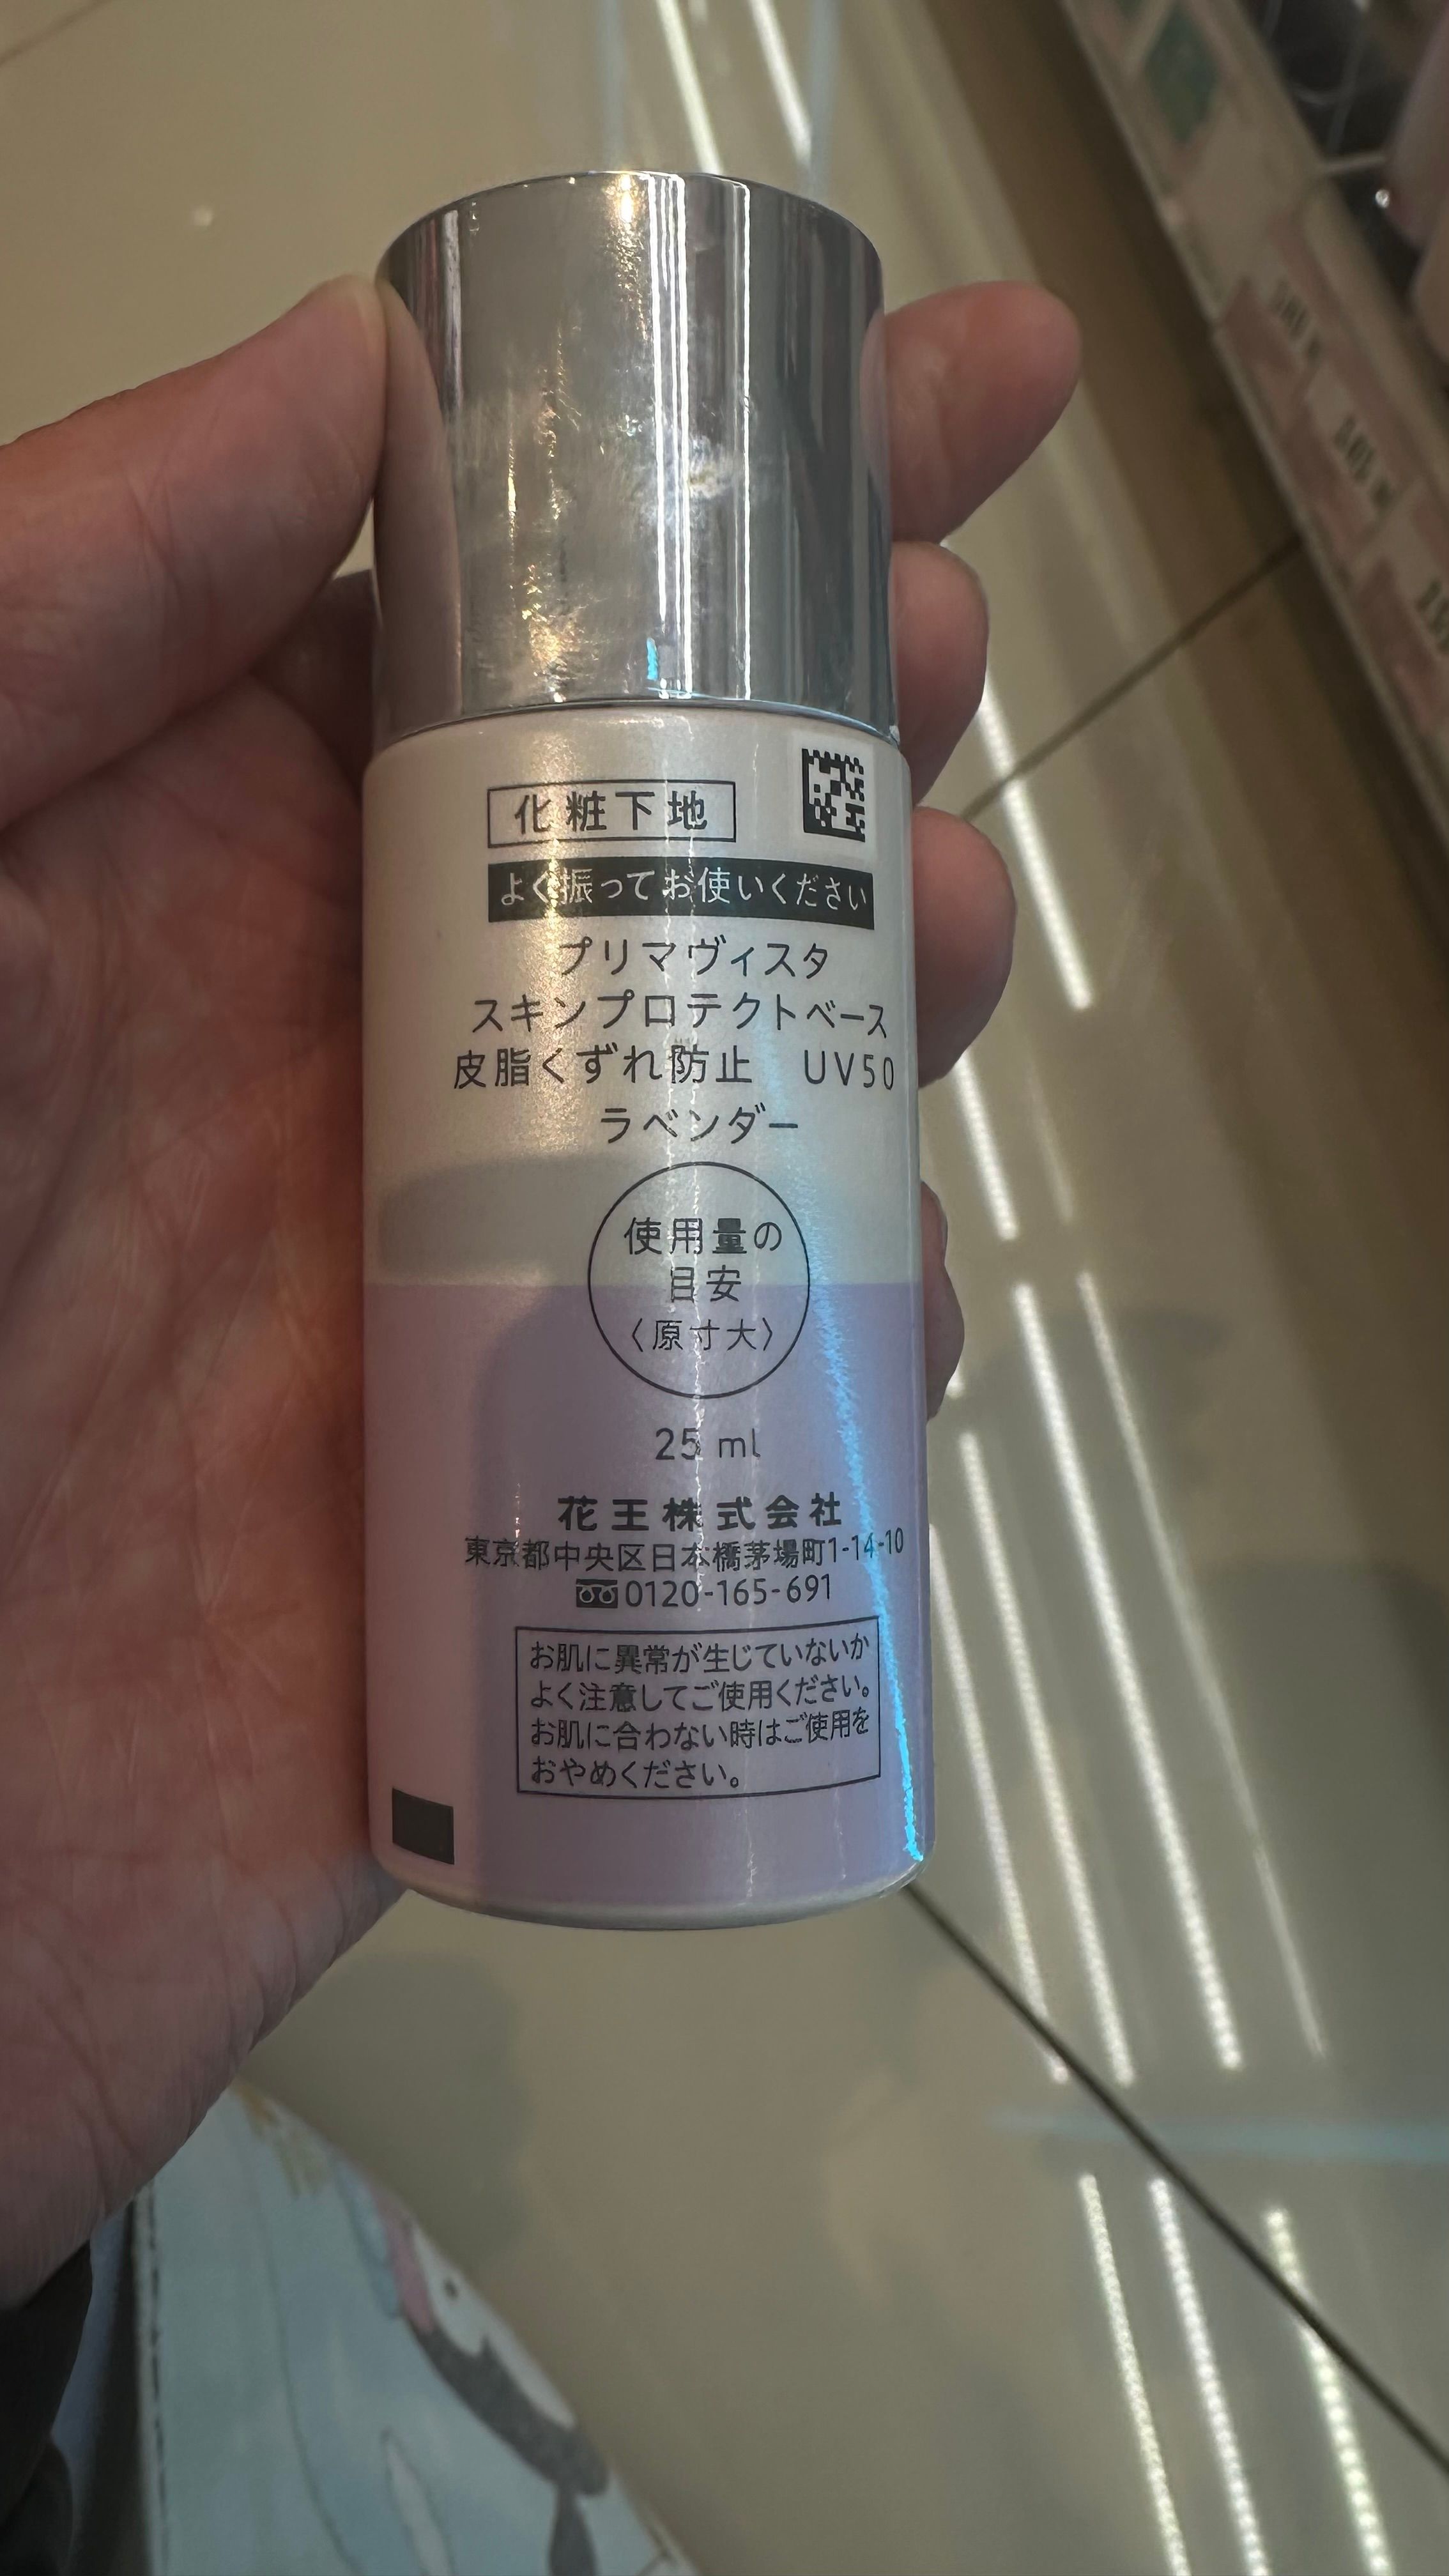 化粧下地
よく振ってお使いください
プリマヴィスタ
スキンプロテクトベース
皮脂くずれ防止　UV50
ラベンダー
使用量の
目安
〈原寸大〉
25 ml
花王株式会社
東京都中央区日本橋茅場町1-14-10
0120-165-691
お肌に異常が生じていないか
よく注意してご使用ください。
お肌に合わない時はご使用を
おやめください。